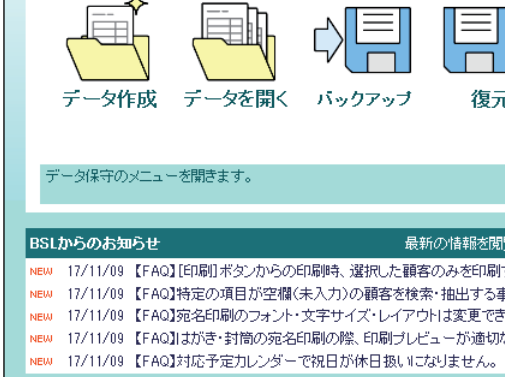 データ作成 データを開く バックアップ 復元
データ保守のメニューを開きます。
BSLからのお知らせ 最新の情報を閲
NEW 17/11/09 【FAQ】[印刷]ボタンからの印刷時、選択した顧客のみを印刷す
NEW 17/11/09 【FAQ】特定の項目が空欄(未入力)の顧客を検索・抽出する事
NEW 17/11/09 【FAQ】宛名印刷のフォント・文字サイズ・レイアウトは変更でき
NEW 17/11/09 【FAQ】はがき・封筒の宛名印刷の際、印刷プレビューが適切な
NEW 17/11/09 【FAQ】対応予定カレンダーで祝日が休日扱いになりません。